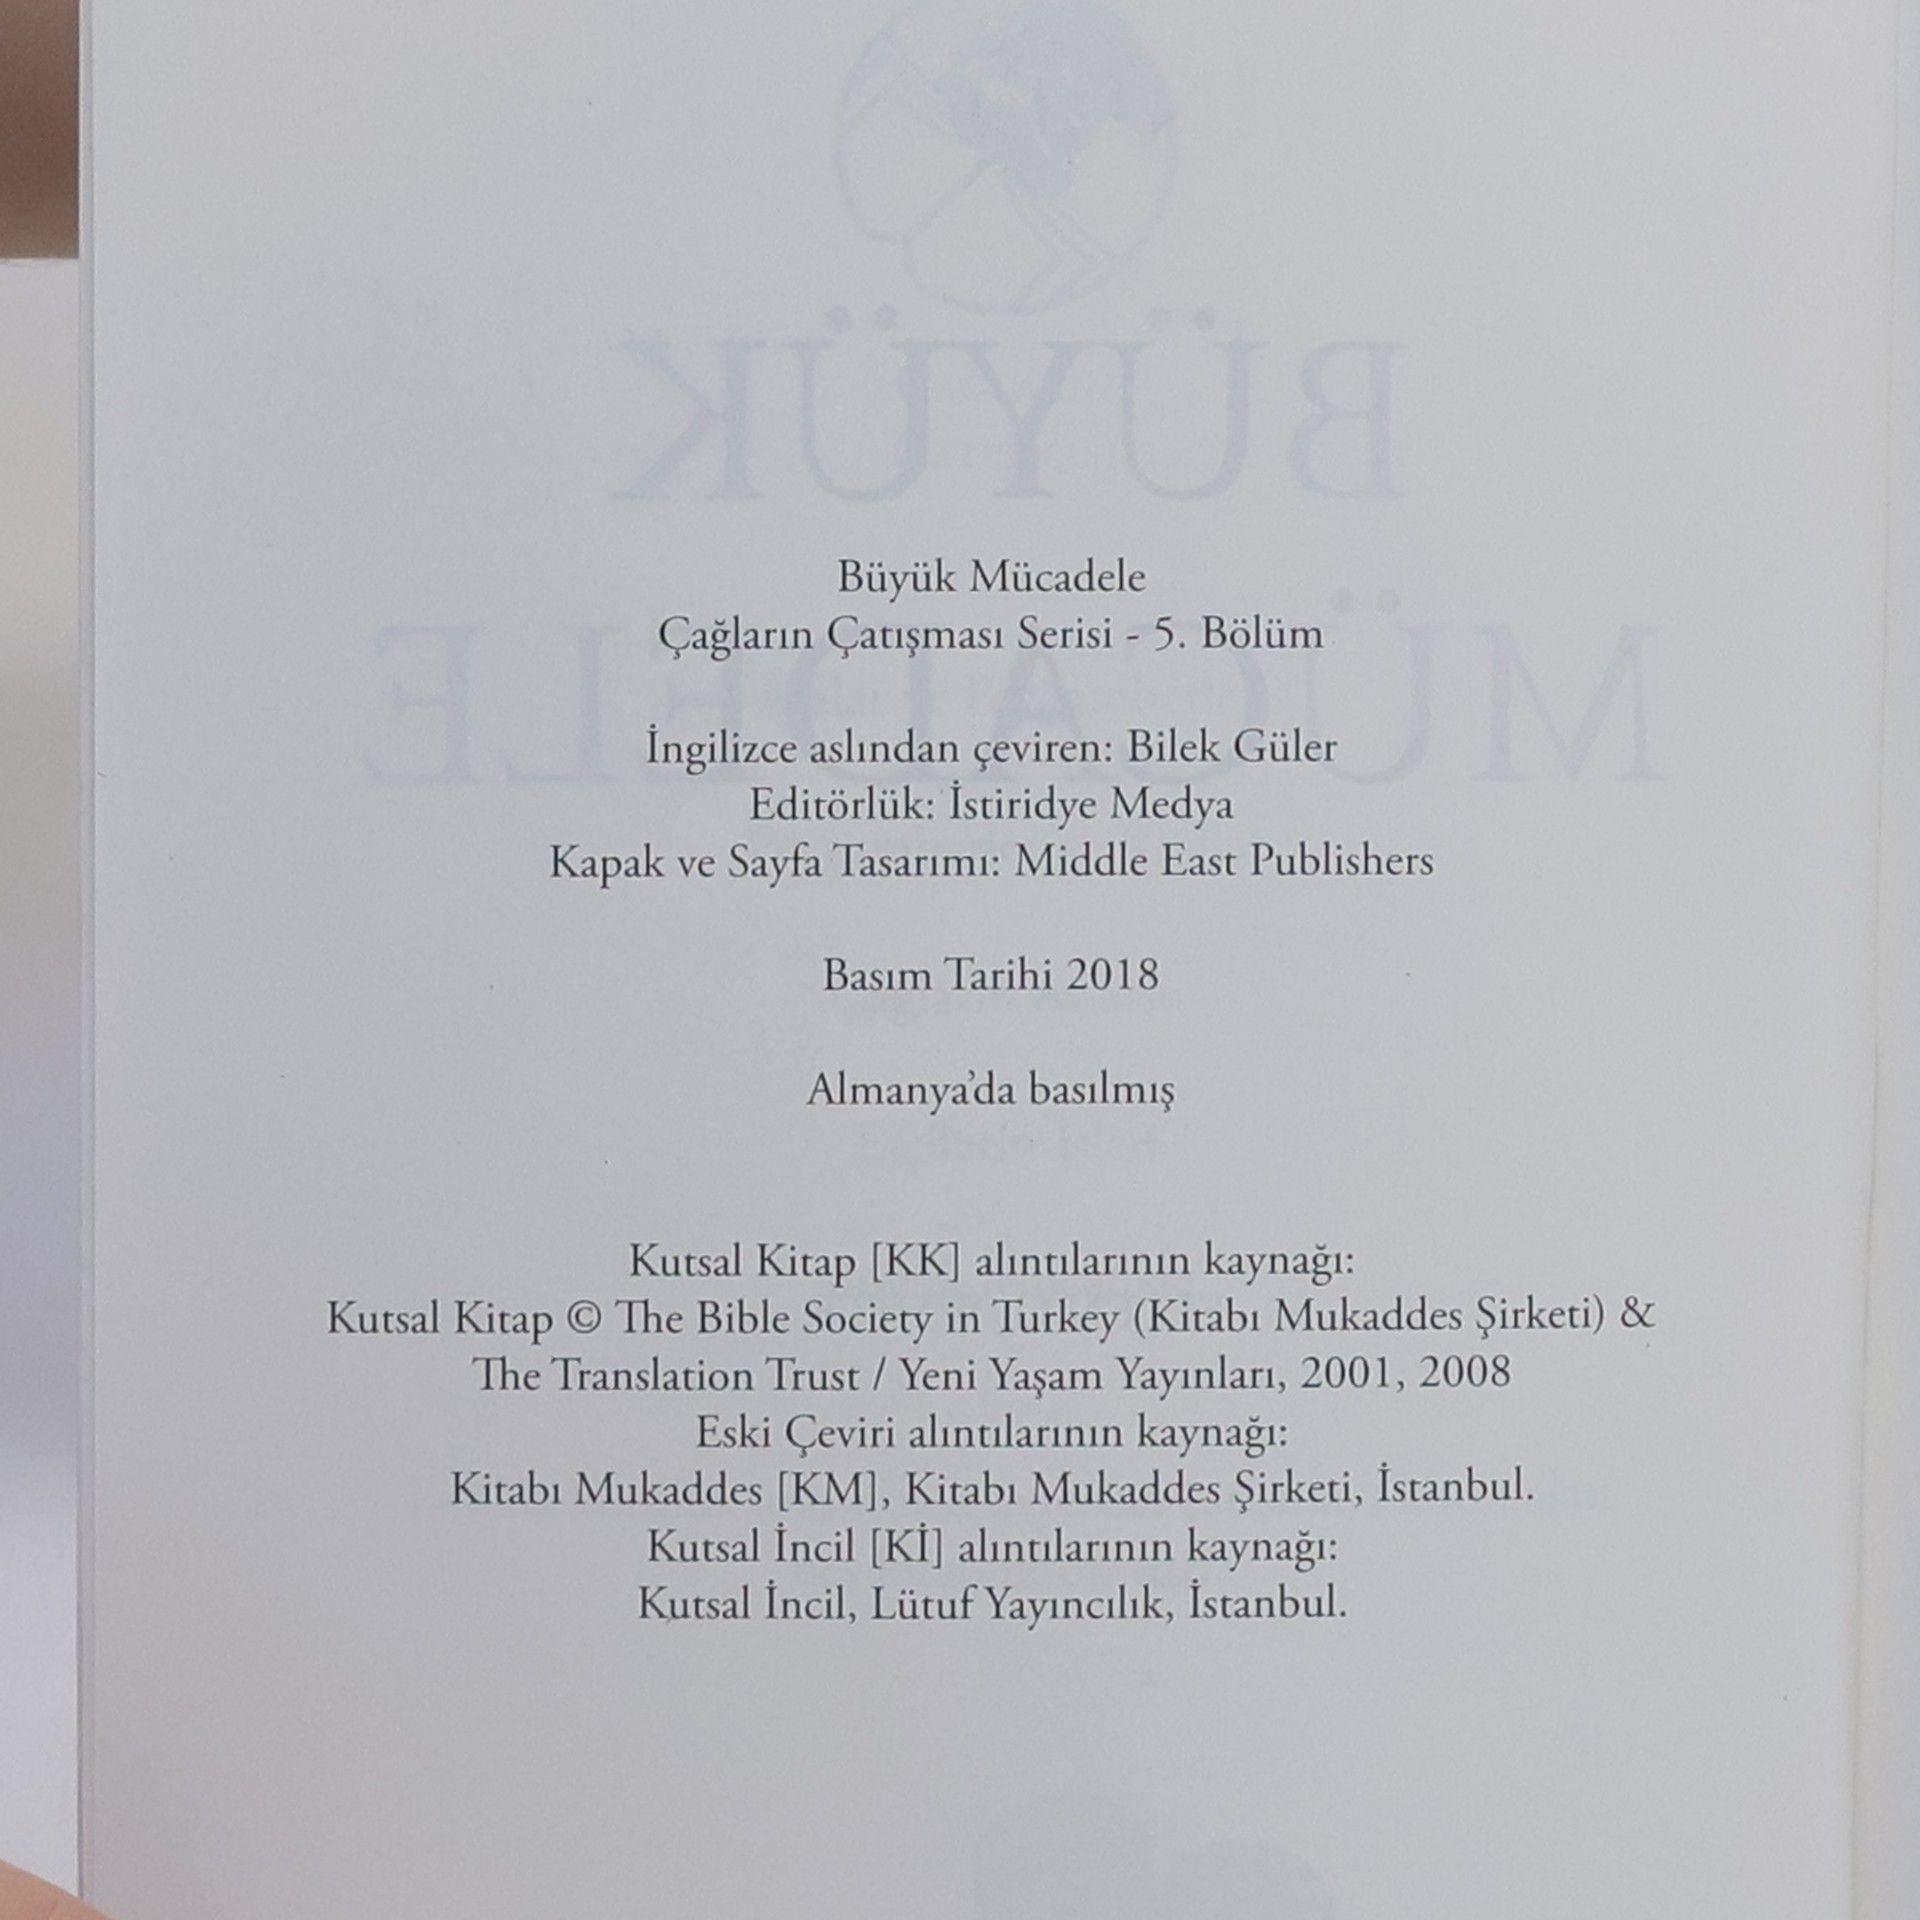 BÜYÜK
MÜCADELE
Büyük Mücadele
Çağların Çatışması Serisi - 5. Bölüm
İngilizce aslından çeviren: Bilek Güler
Editörlük: İstiridye Medya
Kapak ve Sayfa Tasarımı: Middle East Publishers
Basım Tarihi 2018
Almanya’da basılmış
Kutsal Kitap [KK] alıntılarının kaynağı:
Kutsal Kitap © The Bible Society in Turkey (Kitabı Mukaddes Şirketi) &
The Translation Trust / Yeni Yaşam Yayınları, 2001, 2008
Eski Çeviri alıntılarının kaynağı:
Kitabı Mukaddes [KM], Kitabı Mukaddes Şirketi, İstanbul.
Kutsal İncil [Kİ] alıntılarının kaynağı:
Kutsal İncil, Lütuf Yayıncılık, İstanbul.